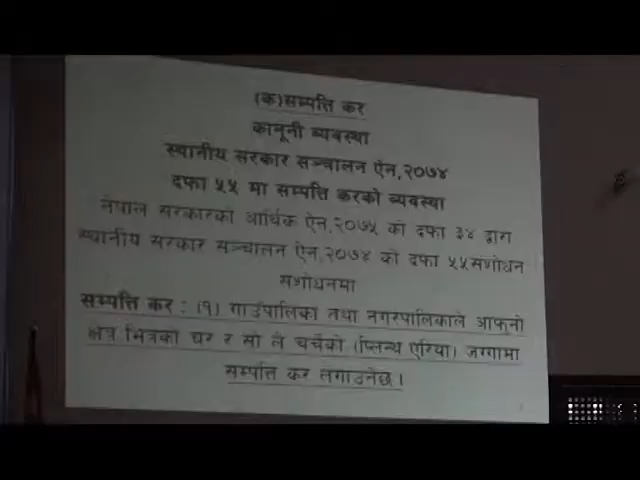 (क)सम्पत्ति कर
कानूनी व्यवस्था
स्थानीय सरकार सञ्चालन ऐन,२०७४
दफा ५५ मा सम्पत्ति करको व्यवस्था
नेपाल सरकारको आर्थिक ऐन,२०७५ को दफा ३४ द्वारा
स्थानीय सरकार सञ्चालन ऐन,२०७४ को दफा ५५संशोधन
संशोधनमा
सम्पत्ति कर : (१) गाउँपालिका तथा नगरपालिकाले आफ्नो
क्षेत्र भित्रको घर र सो ले चर्चेको (प्लिन्थ एरिया) जग्गामा
सम्पत्ति कर लगाउनेछ।